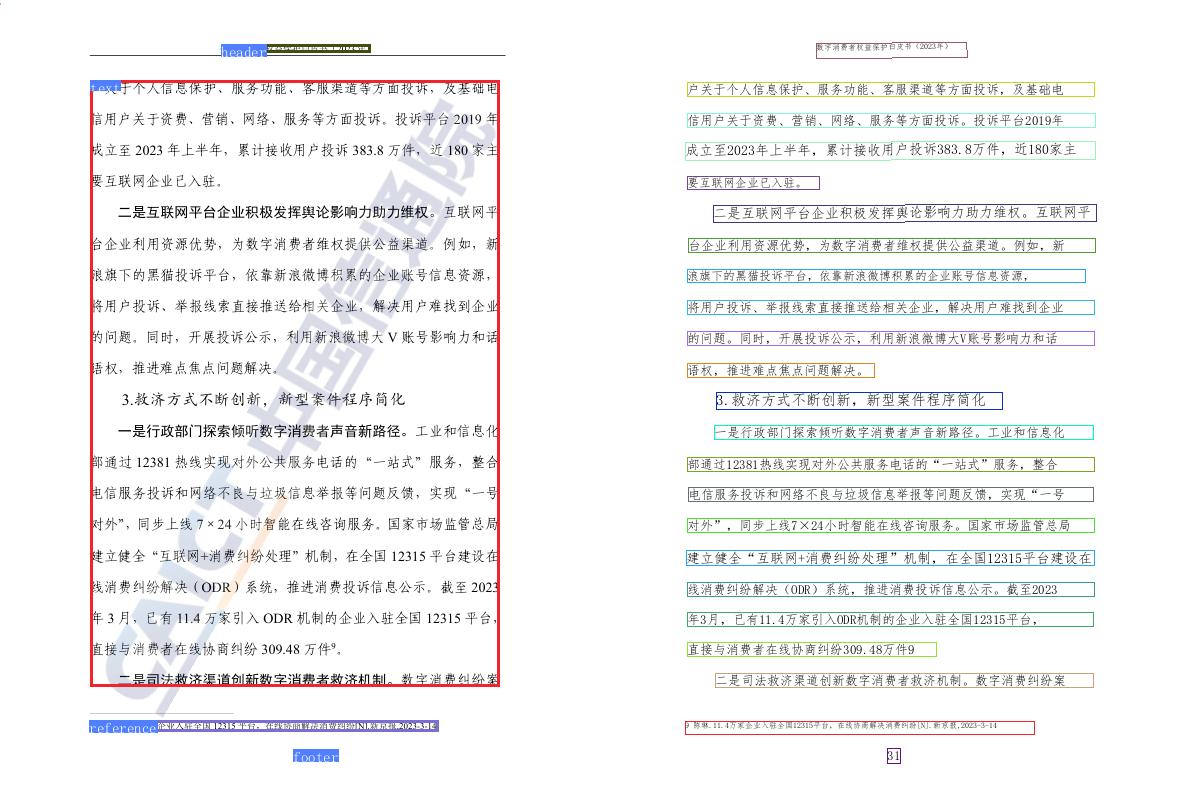 header
text
关于个人信息保护、服务功能、客服渠道等方面投诉，及基础电
信用户关于资费、营销、网络、服务等方面投诉。投诉平台 2019 年
成立至 2023 年上半年，累计接收用户投诉 383.8 万件，近 180 家主
要互联网企业已入驻。
二是互联网平台企业积极发挥舆论影响力助力维权。互联网平
台企业利用资源优势，为数字消费者维权提供公益渠道。例如，新
浪旗下的黑猫投诉平台，依靠新浪微博积累的企业账号信息资源，
将用户投诉、举报线索直接推送给相关企业，解决用户难找到企业
的问题。同时，开展投诉公示，利用新浪微博大 V 账号影响力和话
语权，推进难点焦点问题解决。
3.救济方式不断创新，新型案件程序简化
一是行政部门探索倾听数字消费者声音新路径。工业和信息化
部通过 12381 热线实现对外公共服务电话的“一站式”服务，整合
电信服务投诉和网络不良与垃圾信息举报等问题反馈，实现“一号
对外”，同步上线 7×24 小时智能在线咨询服务。国家市场监管总局
建立健全“互联网+消费纠纷处理”机制，在全国 12315 平台建设在
线消费纠纷解决（ODR）系统，推进消费投诉信息公示。截至 2023
年 3 月，已有 11.4 万家引入 ODR 机制的企业入驻全国 12315 平台，
直接与消费者在线协商纠纷 309.48 万件⁹。
二是司法救济渠道创新数字消费者救济机制。数字消费纠纷案
CAICT 中国信通院
reference 企业入驻全国 12315 平台，在线协商解决消费纠纷[N].新京报,2023-3-14
footer
数字消费者权益保护白皮书（2023年）
户关于个人信息保护、服务功能、客服渠道等方面投诉，及基础电
信用户关于资费、营销、网络、服务等方面投诉。投诉平台2019年
成立至2023年上半年，累计接收用户投诉383.8万件，近180家主
要互联网企业已入驻。
二是互联网平台企业积极发挥舆论影响力助力维权。互联网平
台企业利用资源优势，为数字消费者维权提供公益渠道。例如，新
浪旗下的黑猫投诉平台，依靠新浪微博积累的企业账号信息资源，
将用户投诉、举报线索直接推送给相关企业，解决用户难找到企业
的问题。同时，开展投诉公示，利用新浪微博大V账号影响力和话
语权，推进难点焦点问题解决。
3.救济方式不断创新，新型案件程序简化
一是行政部门探索倾听数字消费者声音新路径。工业和信息化
部通过12381热线实现对外公共服务电话的“一站式”服务，整合
电信服务投诉和网络不良与垃圾信息举报等问题反馈，实现“一号
对外”，同步上线7×24小时智能在线咨询服务。国家市场监管总局
建立健全“互联网+消费纠纷处理”机制，在全国12315平台建设在
线消费纠纷解决（ODR）系统，推进消费投诉信息公示。截至2023
年3月，已有11.4万家引入ODR机制的企业入驻全国12315平台，
直接与消费者在线协商纠纷309.48万件9
二是司法救济渠道创新数字消费者救济机制。数字消费纠纷案
9 陈琳.11.4万家企业入驻全国12315平台，在线协商解决消费纠纷[N].新京报,2023-3-14
31